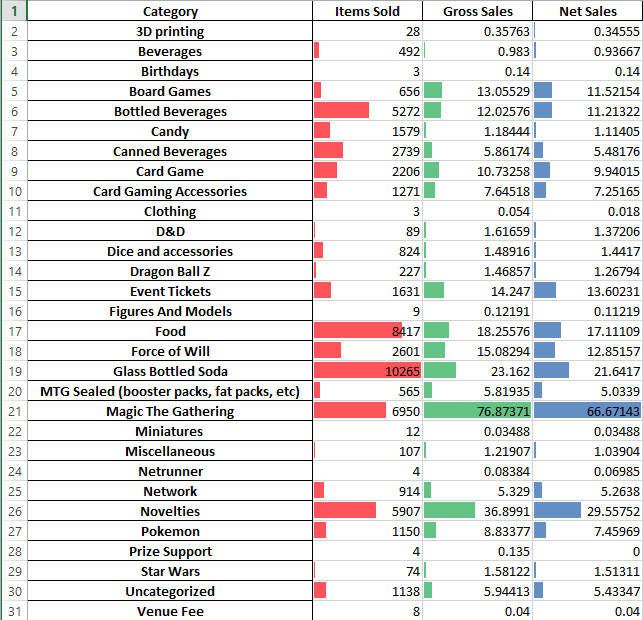 1 Category Items Sold Gross Sales Net Sales
2 3D printing 28 0.35763 0.34555
3 Beverages 492 0.983 0.93667
4 Birthdays 3 0.14 0.14
5 Board Games 656 13.05529 11.52154
6 Bottled Beverages 5272 12.02576 11.21322
7 Candy 1579 1.18444 1.11405
8 Canned Beverages 2739 5.86174 5.48176
9 Card Game 2206 10.73258 9.94015
10 Card Gaming Accessories 1271 7.64518 7.25165
11 Clothing 3 0.054 0.018
12 D&D 89 1.61659 1.37206
13 Dice and accessories 824 1.48916 1.4417
14 Dragon Ball Z 227 1.46857 1.26794
15 Event Tickets 1631 14.247 13.60231
16 Figures And Models 9 0.12191 0.11219
17 Food 8417 18.25576 17.11109
18 Force of Will 2601 15.08294 12.85157
19 Glass Bottled Soda 10265 23.162 21.6417
20 MTG Sealed (booster packs, fat packs, etc) 565 5.81935 5.0339
21 Magic The Gathering 6950 76.87371 66.67143
22 Miniatures 12 0.03488 0.03488
23 Miscellaneous 107 1.21907 1.03904
24 Netrunner 4 0.08384 0.06985
25 Network 914 5.329 5.2638
26 Novelties 5907 36.8991 29.55752
27 Pokemon 1150 8.83377 7.45969
28 Prize Support 4 0.135 0
29 Star Wars 74 1.58122 1.51311
30 Uncategorized 1138 5.94413 5.43347
31 Venue Fee 8 0.04 0.04